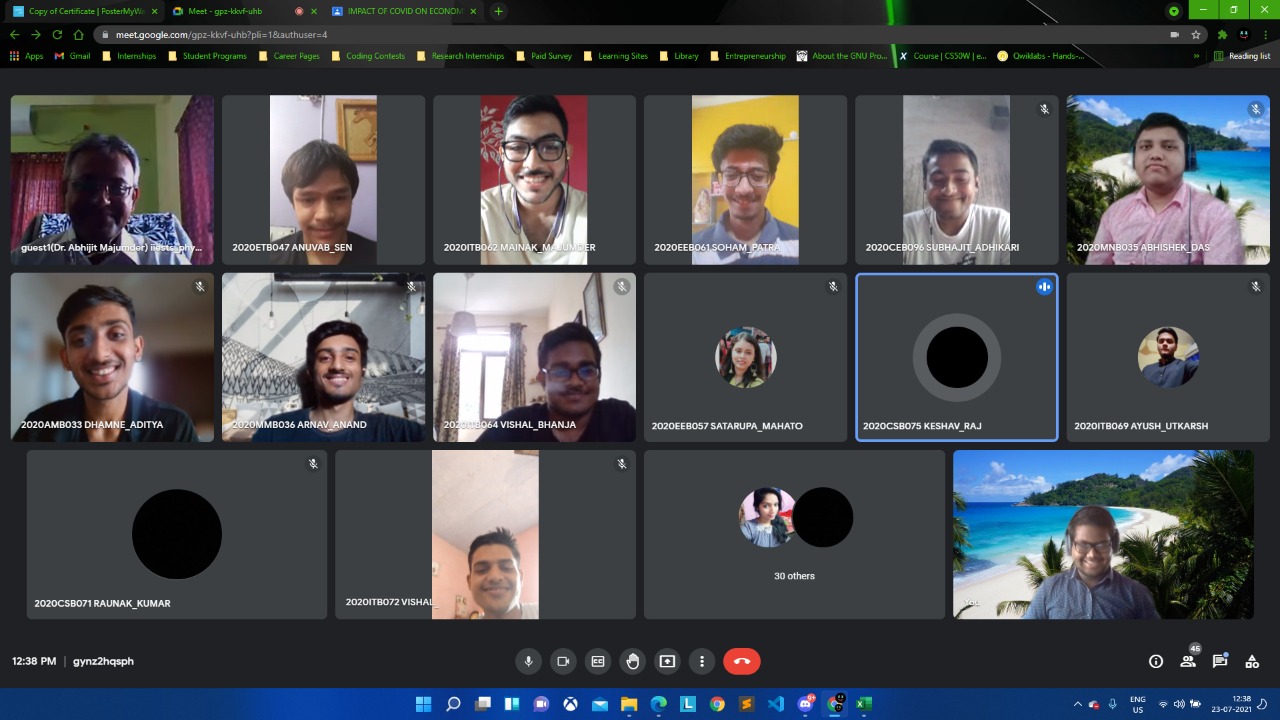 Copy of Certificate | PosterMyWa
Meet - gpz-kkvf-uhb
IMPACT OF COVID ON ECONOM
meet.google.com/gpz-kkvf-uhb?pli=1&authuser=4
Apps
Gmail
Internships
Student Programs
Career Pages
Coding Contests
Research Internships
Paid Survey
Learning Sites
Library
Entrepreneurship
About the GNU Pro...
Course | CS50W | e...
Qwiklabs - Hands-...
»
Reading list
guest1(Dr. Abhijit Majumder) iiests_phy...
2020ETB047 ANUVAB_SEN
2020ITB062 MAINAK_MAJUMDER
2020EEB061 SOHAM_PATRA
2020CEB096 SUBHAJIT_ADHIKARI
2020MNB035 ABHISHEK_DAS
2020AMB033 DHAMNE_ADITYA
2020MMB036 ARNAV_ANAND
2020ITB064 VISHAL_BHANJA
2020EEB057 SATARUPA_MAHATO
2020CSB075 KESHAV_RAJ
2020ITB069 AYUSH_UTKARSH
2020CSB071 RAUNAK_KUMAR
2020ITB072 VISHAL_
30 others
You
12:38 PM | gynz2hqsph
45
ENG
US
12:38
23-07-2021